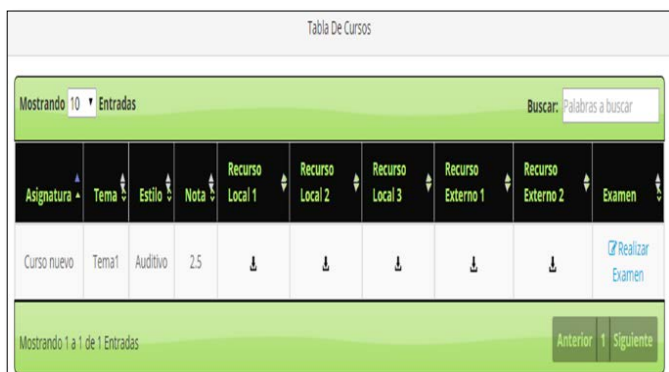 Tabla De Cursos
Mostrando 10 Entradas
Buscar: Palabras a buscar
Asignatura Tema Estilo Nota Recurso Local 1 Recurso Local 2 Recurso Local 3 Recurso Externo 1 Recurso Externo 2 Examen
Curso nuevo Tema1 Auditivo 2.5 Realizar Examen
Mostrando 1 a 1 de 1 Entradas
Anterior 1 Siguiente